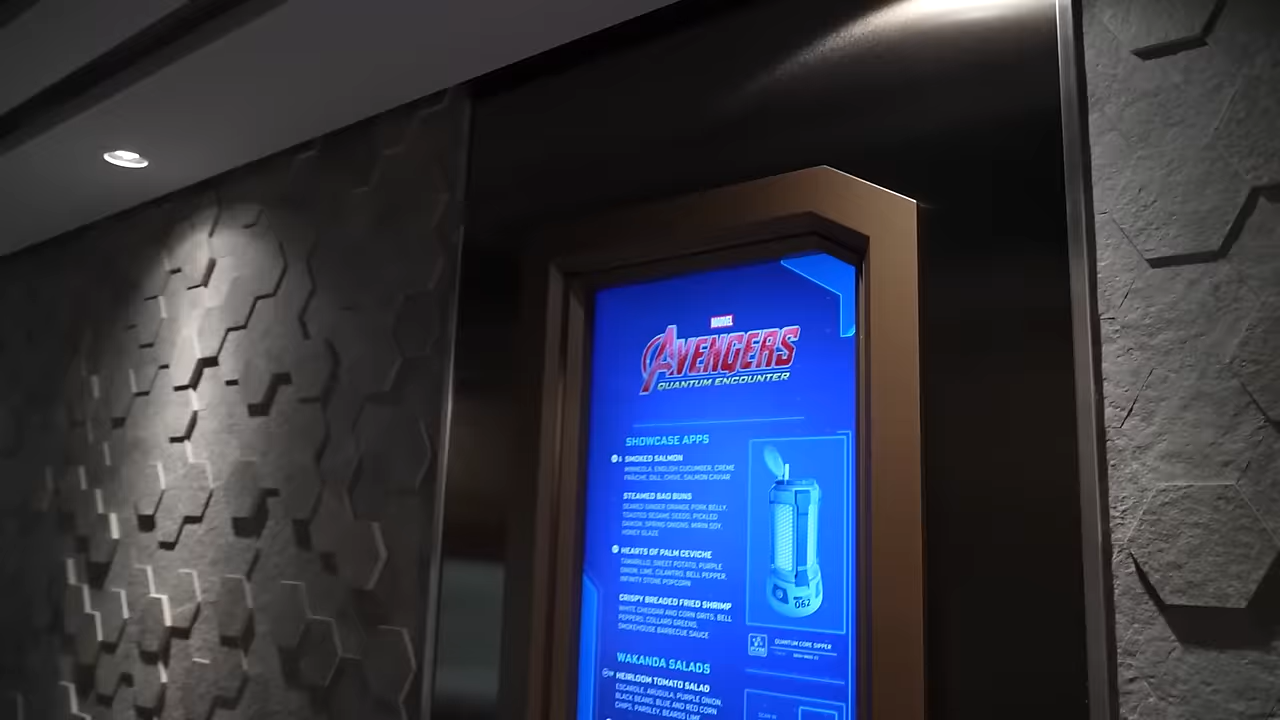 MARVEL
AVENGERS
QUANTUM ENCOUNTER
SHOWCASE APPS
SMOKED SALMON
MINNEOLA, ENGLISH CUCUMBER, CRÈME
FRAÎCHE, DILL, CHIVE, SALMON CAVIAR
STEAMED BAO BUNS
SEARED GINGER ORANGE PORK BELLY,
TOASTED SESAME SEEDS, PICKLED
DAIKON, SPRING ONIONS, MIRIN SOY,
HONEY GLAZE
HEARTS OF PALM CEVICHE
TAMARILLO, SWEET POTATO, PURPLE
ONION, LIME, CILANTRO, BELL PEPPER,
INFINITY STONE POPCORN
CRISPY BREADED FRIED SHRIMP
WHITE CHEDDAR AND CORN GRITS, BELL
PEPPERS, COLLARD GREENS,
SMOKEHOUSE BARBECUE SAUCE
WAKANDA SALADS
HEIRLOOM TOMATO SALAD
ESCAROLE, ARUGULA, PURPLE ONION,
BLACK BEANS, BLUE AND RED CORN
CHIPS, PARSLEY, BEARSS LIME
062
PYM
QUANTUM CORE SIPPER